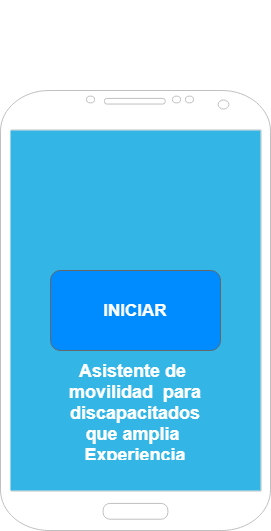 INICIAR
Asistente de
movilidad para
discapacitados
que amplia
Experiencia